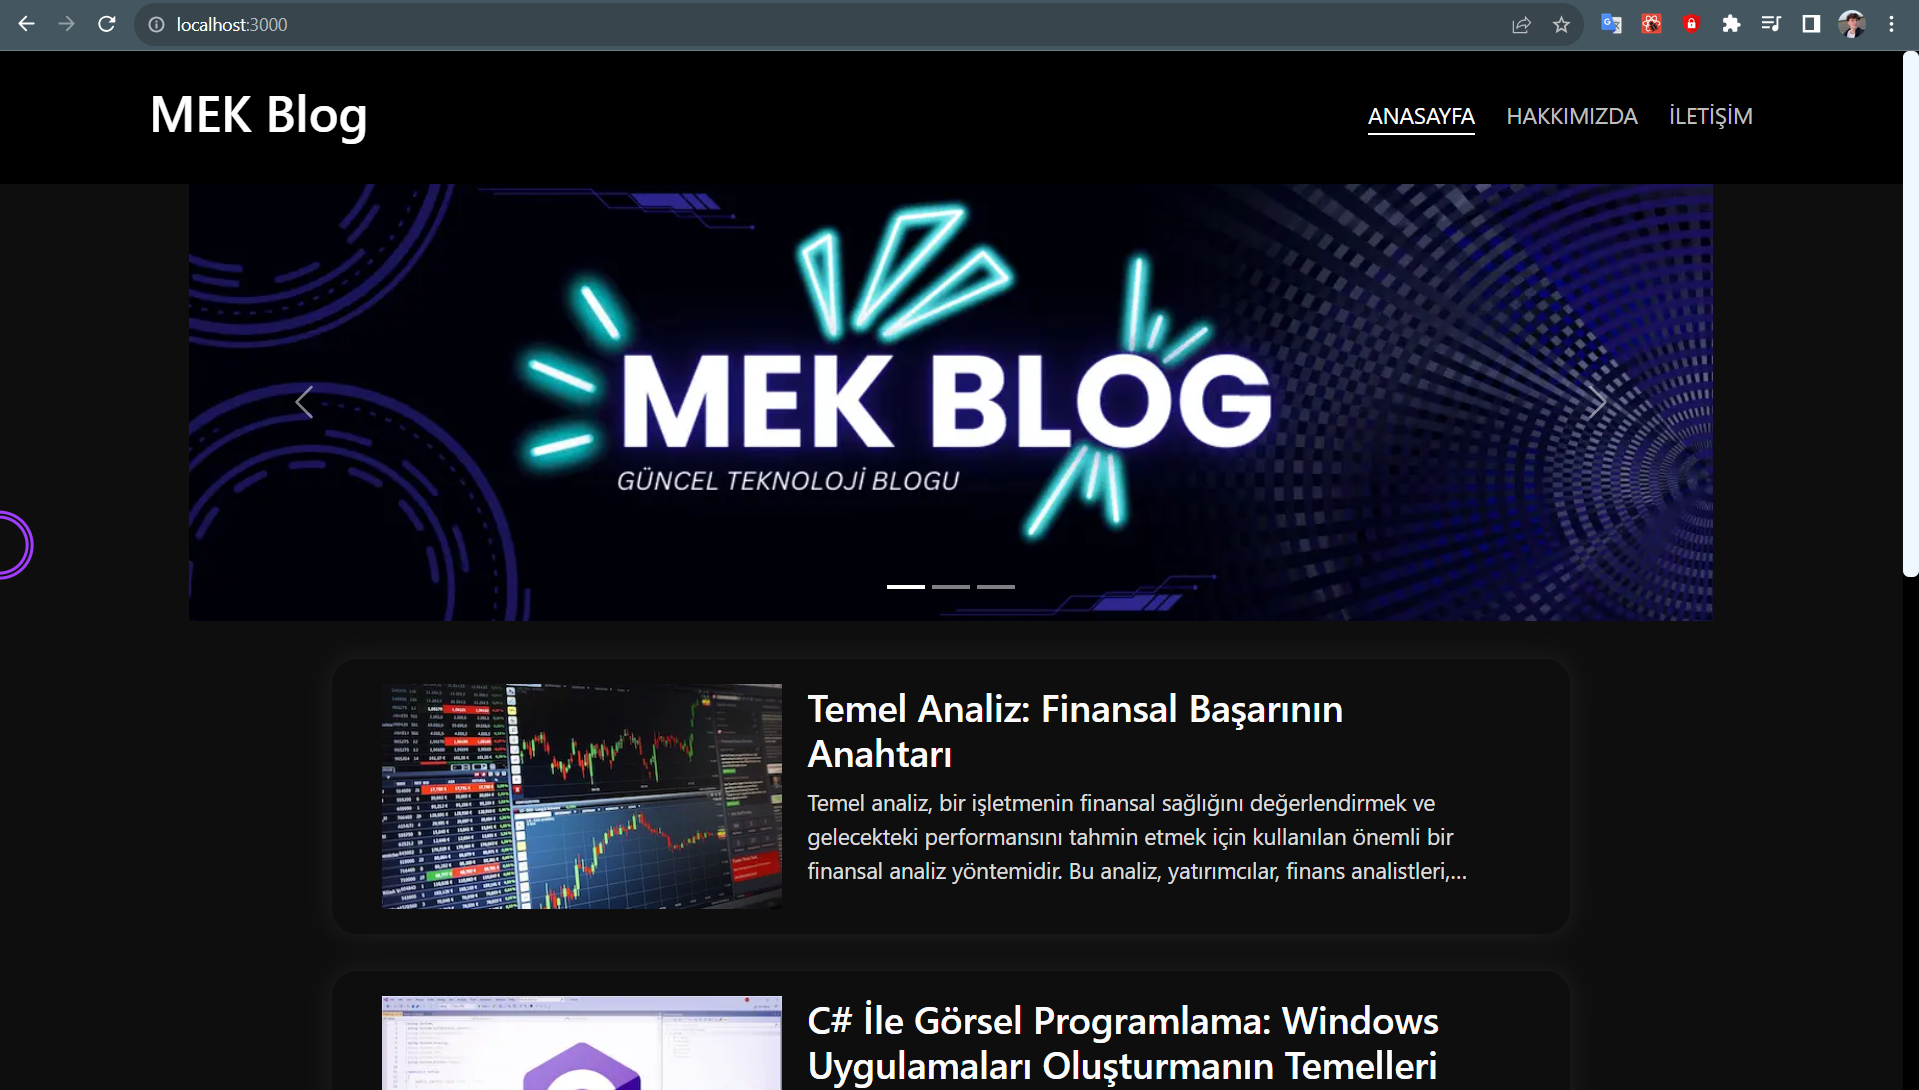 localhost:3000
MEK Blog
ANASAYFA HAKKIMIZDA İLETİŞİM
MEK BLOG
GÜNCEL TEKNOLOJİ BLOGU
Temel Analiz: Finansal Başarının
Anahtarı
Temel analiz, bir işletmenin finansal sağlığını değerlendirmek ve
gelecekteki performansını tahmin etmek için kullanılan önemli bir
finansal analiz yöntemidir. Bu analiz, yatırımcılar, finans analistleri,...
C# İle Görsel Programlama: Windows
Uygulamaları Oluşturmanın Temelleri